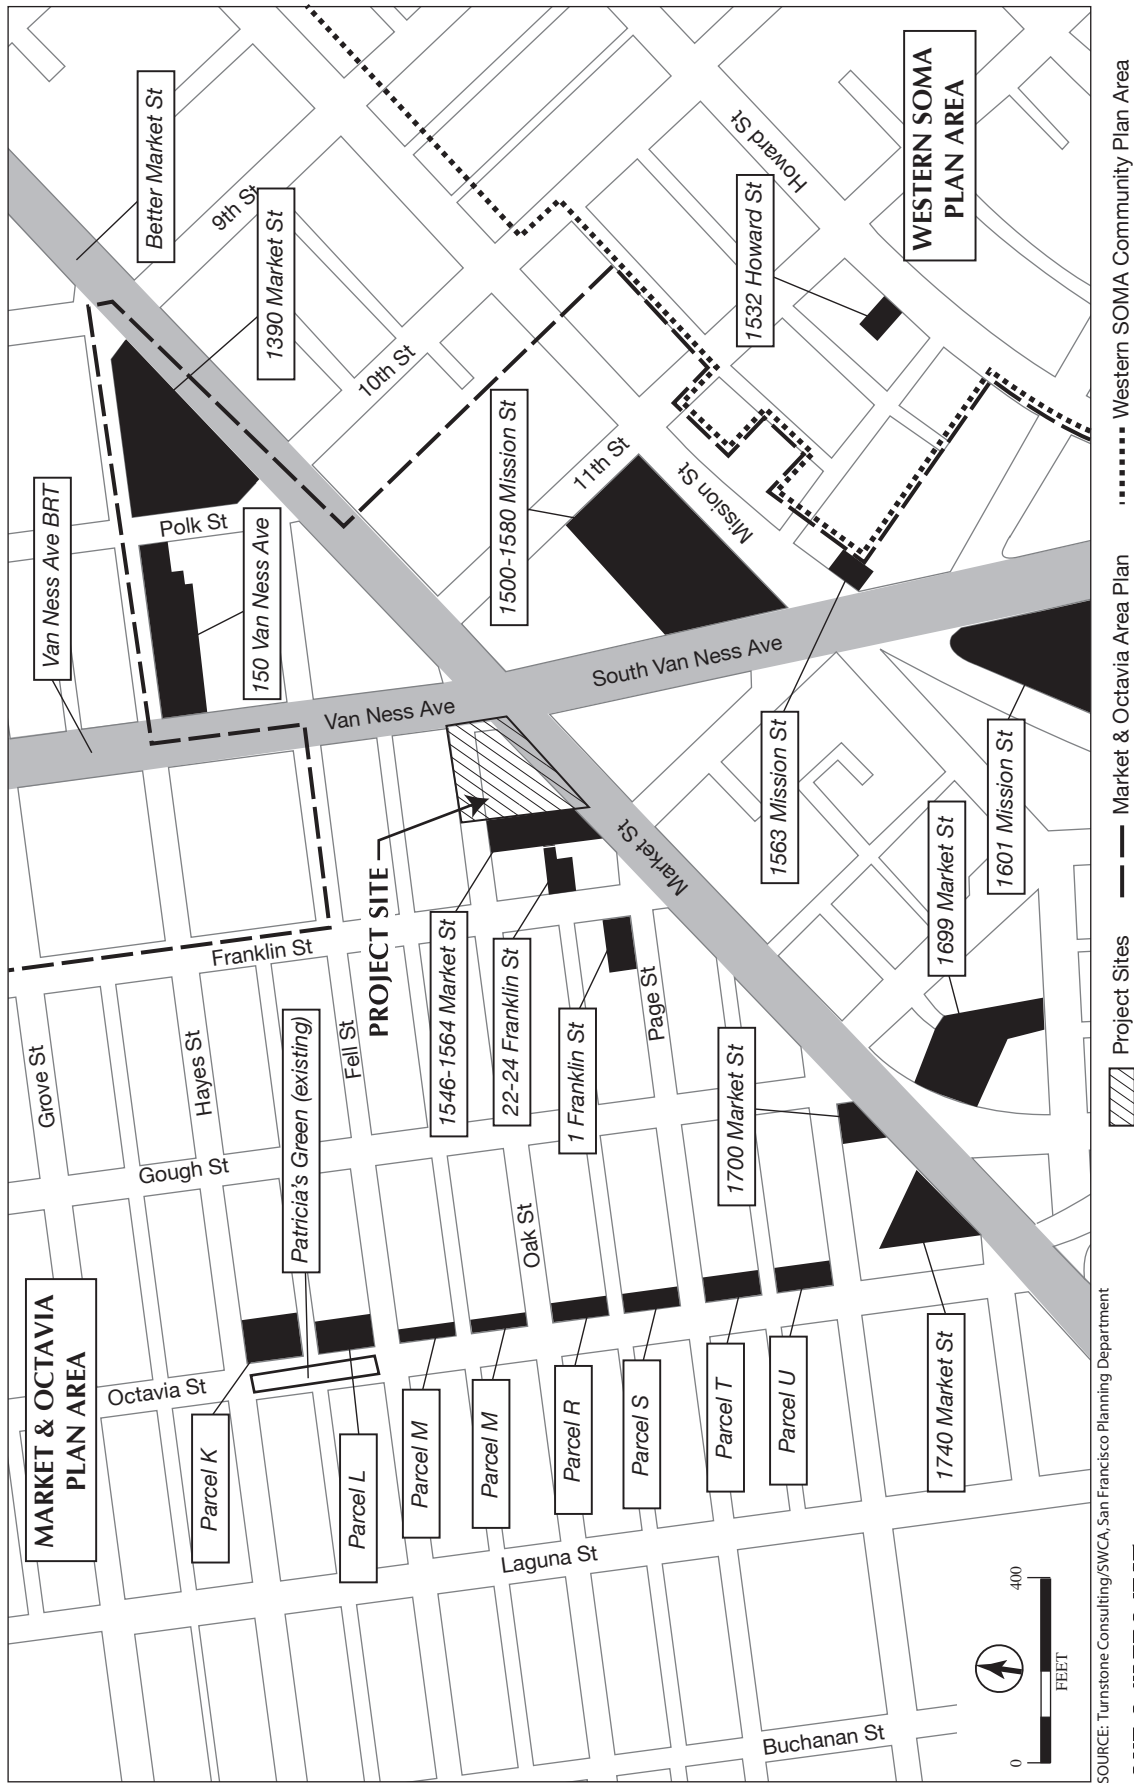 MARKET & OCTAVIA
PLAN AREA
Grove St
Hayes St
Gough St
Octavia St
Franklin St
Fell St
Patricia's Green (existing)
Parcel K
Parcel L
Parcel M
Parcel M
Parcel R
Parcel S
Parcel T
Parcel U
Oak St
Laguna St
Buchanan St
Page St
Van Ness Ave BRT
Polk St
150 Van Ness Ave
Van Ness Ave
Better Market St
9th St
1390 Market St
10th St
PROJECT SITE
1546-1564 Market St
22-24 Franklin St
1 Franklin St
1700 Market St
1740 Market St
Market St
1500-1580 Mission St
11th St
Mission St
South Van Ness Ave
Howard St
1532 Howard St
WESTERN SOMA
PLAN AREA
1563 Mission St
1601 Mission St
1699 Market St
0
400
FEET
Project Sites
Market & Octavia Area Plan
Western SOMA Community Plan Area
SOURCE: Turnstone Consulting/SWCA, San Francisco Planning Department